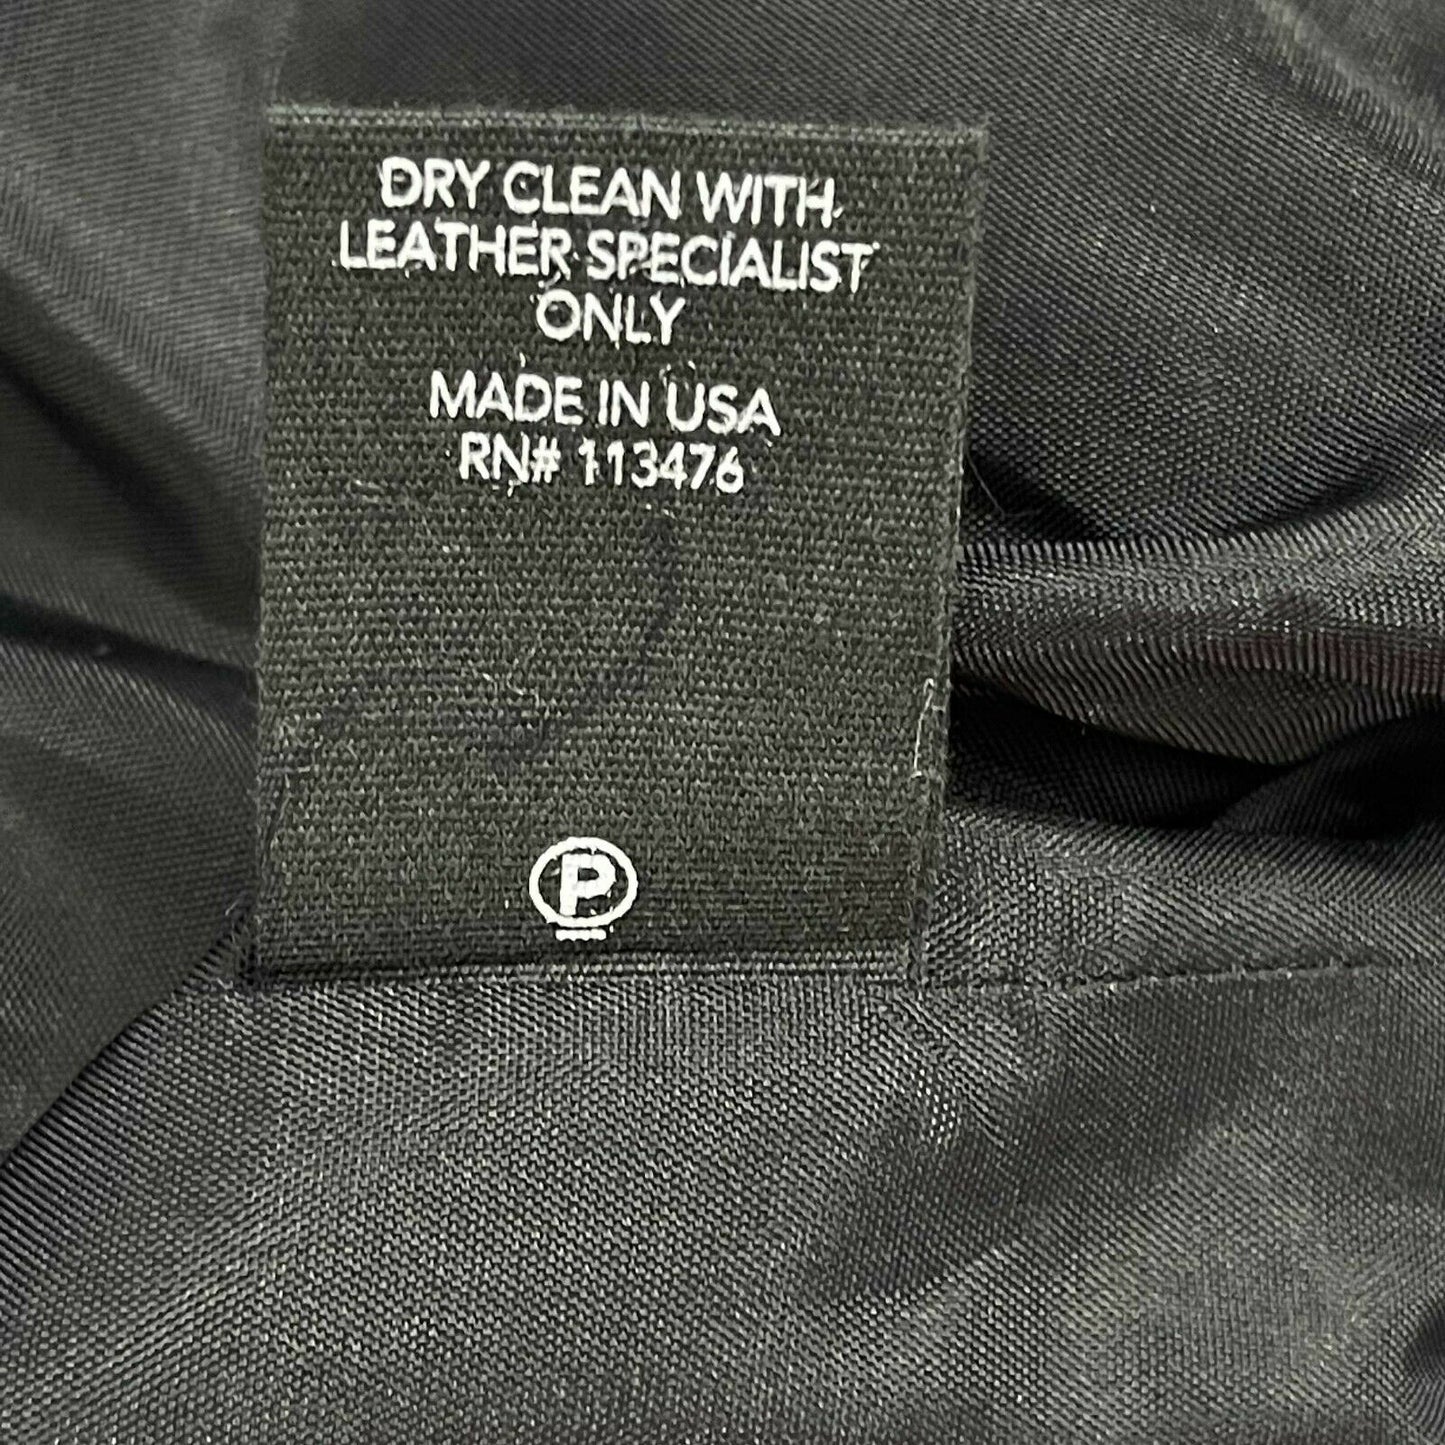 DRY CLEAN WITH
LEATHER SPECIALIST
ONLY
MADE IN USA
RN# 113476
P